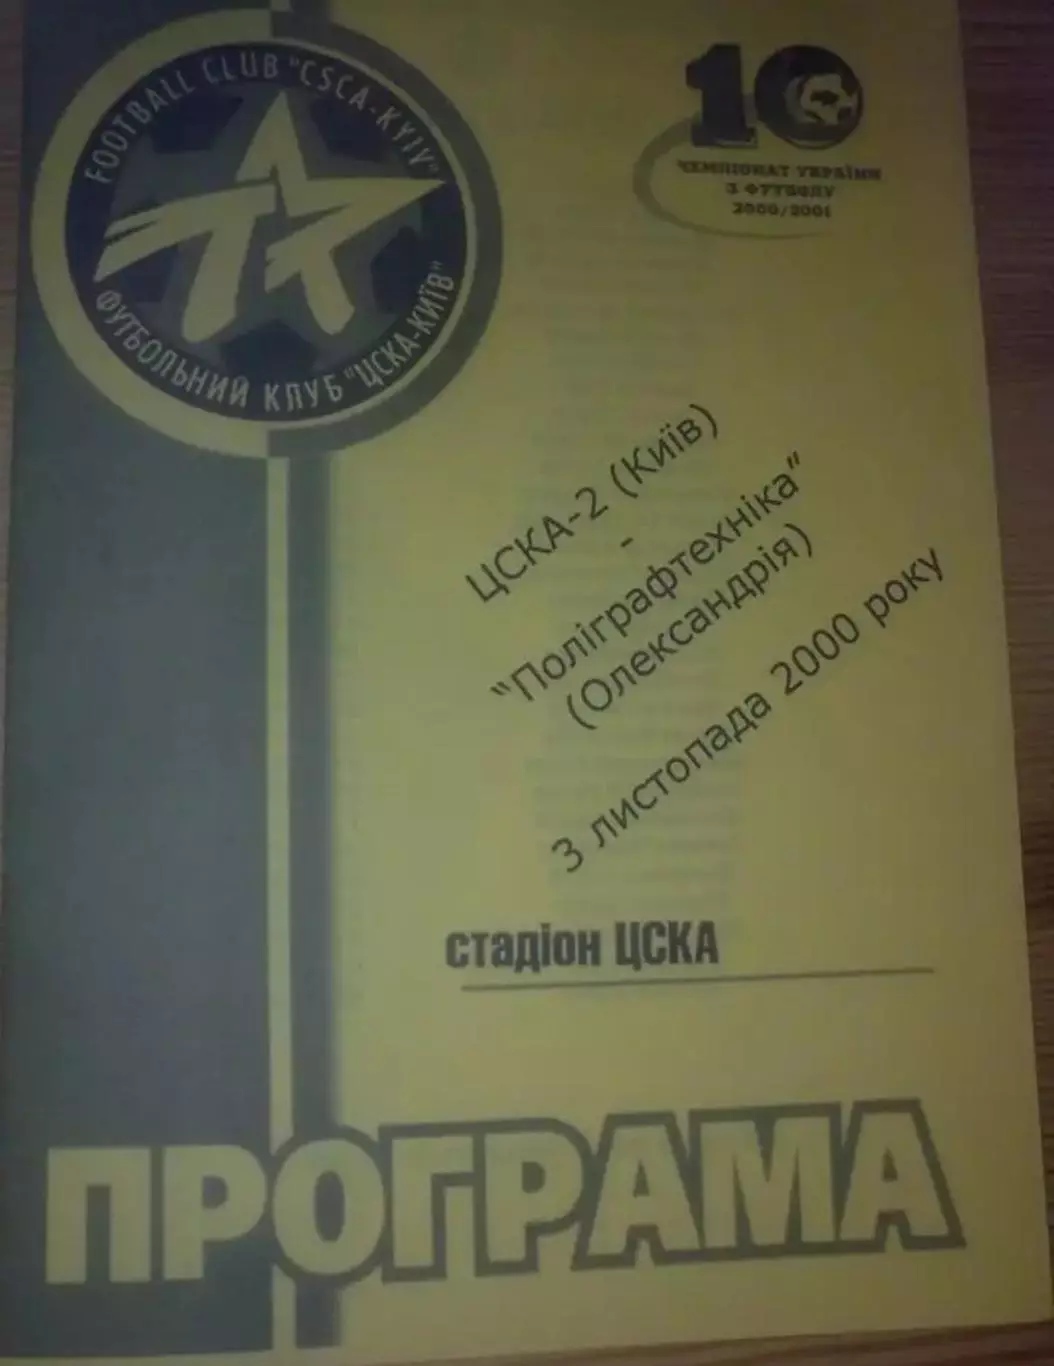 FOOTBALL CLUB "CSCA-KYIV"
ФУТБОЛЬНИЙ КЛУБ "ЦСКА-КИЇВ"
10
ЧЕМПІОНАТ УКРАЇНИ
З ФУТБОЛУ
2000/2001
ЦСКА-2 (Київ)
-
"Поліграфтехніка"
(Олександрія)
3 листопада 2000 року
стадіон ЦСКА
ПРОГРАМА